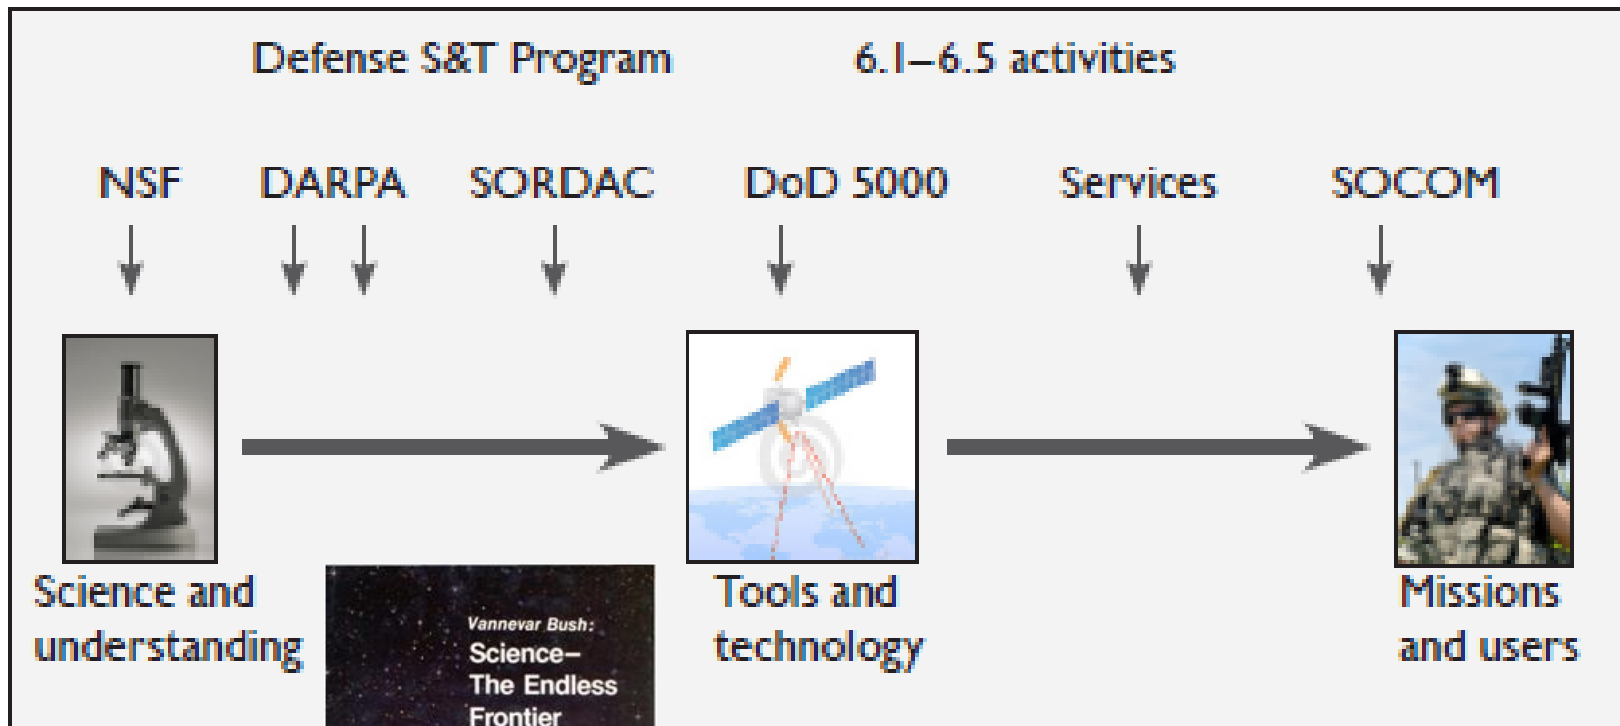 Defense S&T Program 6.1–6.5 activities
NSF DARPA SORDAC DoD 5000 Services SOCOM
Science and
understanding
Vannevar Bush:
Science–
The Endless
Frontier
Tools and
technology
Missions
and users